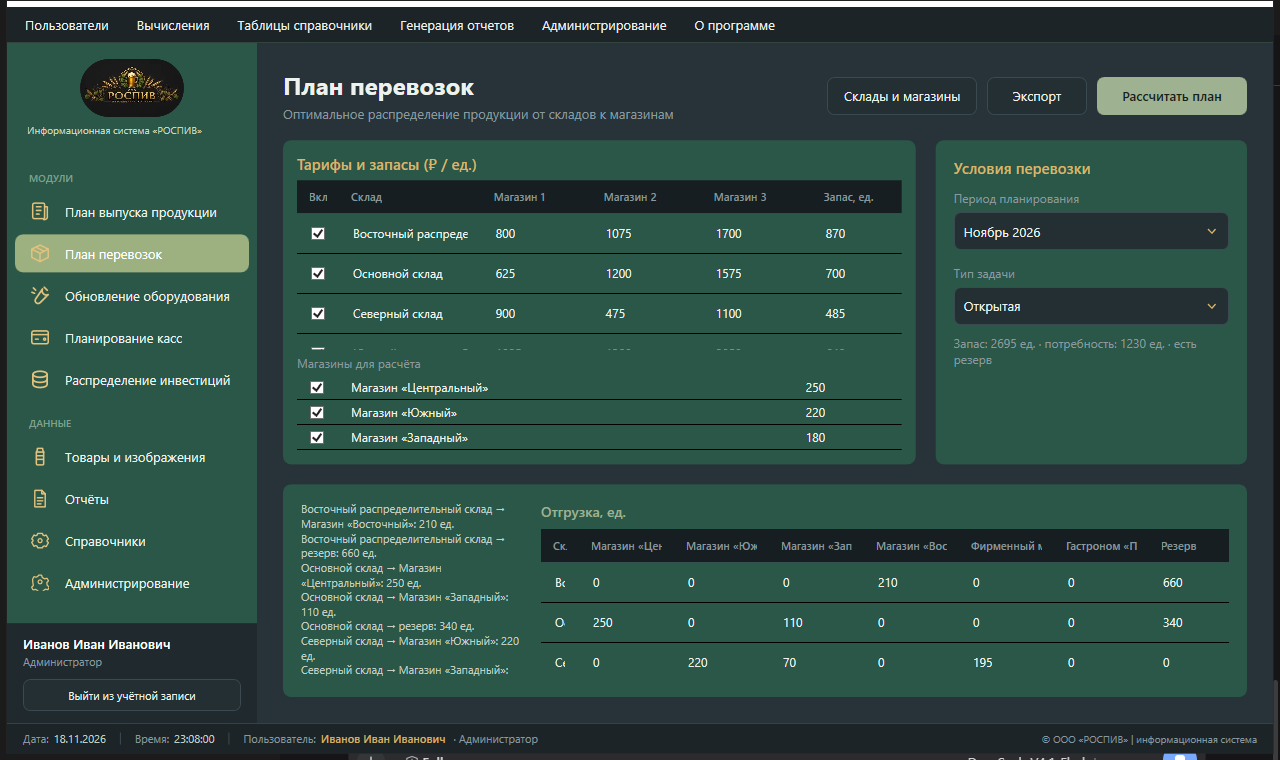 Пользователи Вычисления Таблицы справочники Генерация отчетов Администрирование О программе
РОСПИВ
Информационная система «РОСПИВ»
МОДУЛИ
План выпуска продукции
План перевозок
Обновление оборудования
Планирование касс
Распределение инвестиций
ДАННЫЕ
Товары и изображения
Отчёты
Справочники
Администрирование
Иванов Иван Иванович
Администратор
Выйти из учётной записи
План перевозок
Оптимальное распределение продукции от складов к магазинам
Склады и магазины Экспорт Рассчитать план
Тарифы и запасы (₽ / ед.)
Вкл Склад Магазин 1 Магазин 2 Магазин 3 Запас, ед.
Восточный распреде 800 1075 1700 870
Основной склад 625 1200 1575 700
Северный склад 900 475 1100 485
Магазины для расчёта
Магазин «Центральный» 250
Магазин «Южный» 220
Магазин «Западный» 180
Условия перевозки
Период планирования
Ноябрь 2026
Тип задачи
Открытая
Запас: 2695 ед. · потребность: 1230 ед. · есть
резерв
Восточный распределительный склад →
Магазин «Восточный»: 210 ед.
Восточный распределительный склад →
резерв: 660 ед.
Основной склад → Магазин
«Центральный»: 250 ед.
Основной склад → Магазин «Западный»:
110 ед.
Основной склад → резерв: 340 ед.
Северный склад → Магазин «Южный»: 220
ед.
Северный склад → Магазин «Западный»:
Отгрузка, ед.
Ск. Магазин «Цен Магазин «Юж Магазин «Зап Магазин «Вос Фирменный м Гастроном «П Резерв
Вс 0 0 0 210 0 0 660
О 250 0 110 0 0 0 340
Се 0 220 70 0 195 0 0
Дата: 18.11.2026 Время: 23:08:00 Пользователь: Иванов Иван Иванович · Администратор
© ООО «РОСПИВ» | информационная система